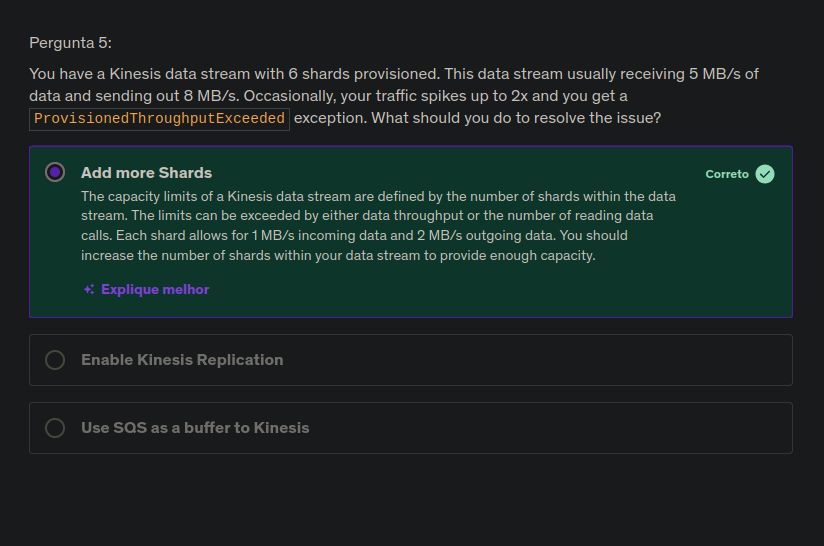 Pergunta 5:
You have a Kinesis data stream with 6 shards provisioned. This data stream usually receiving 5 MB/s of
data and sending out 8 MB/s. Occasionally, your traffic spikes up to 2x and you get a
ProvisionedThroughputExceeded exception. What should you do to resolve the issue?
Add more Shards
Correto
The capacity limits of a Kinesis data stream are defined by the number of shards within the data
stream. The limits can be exceeded by either data throughput or the number of reading data
calls. Each shard allows for 1 MB/s incoming data and 2 MB/s outgoing data. You should
increase the number of shards within your data stream to provide enough capacity.
Explique melhor
Enable Kinesis Replication
Use SQS as a buffer to Kinesis